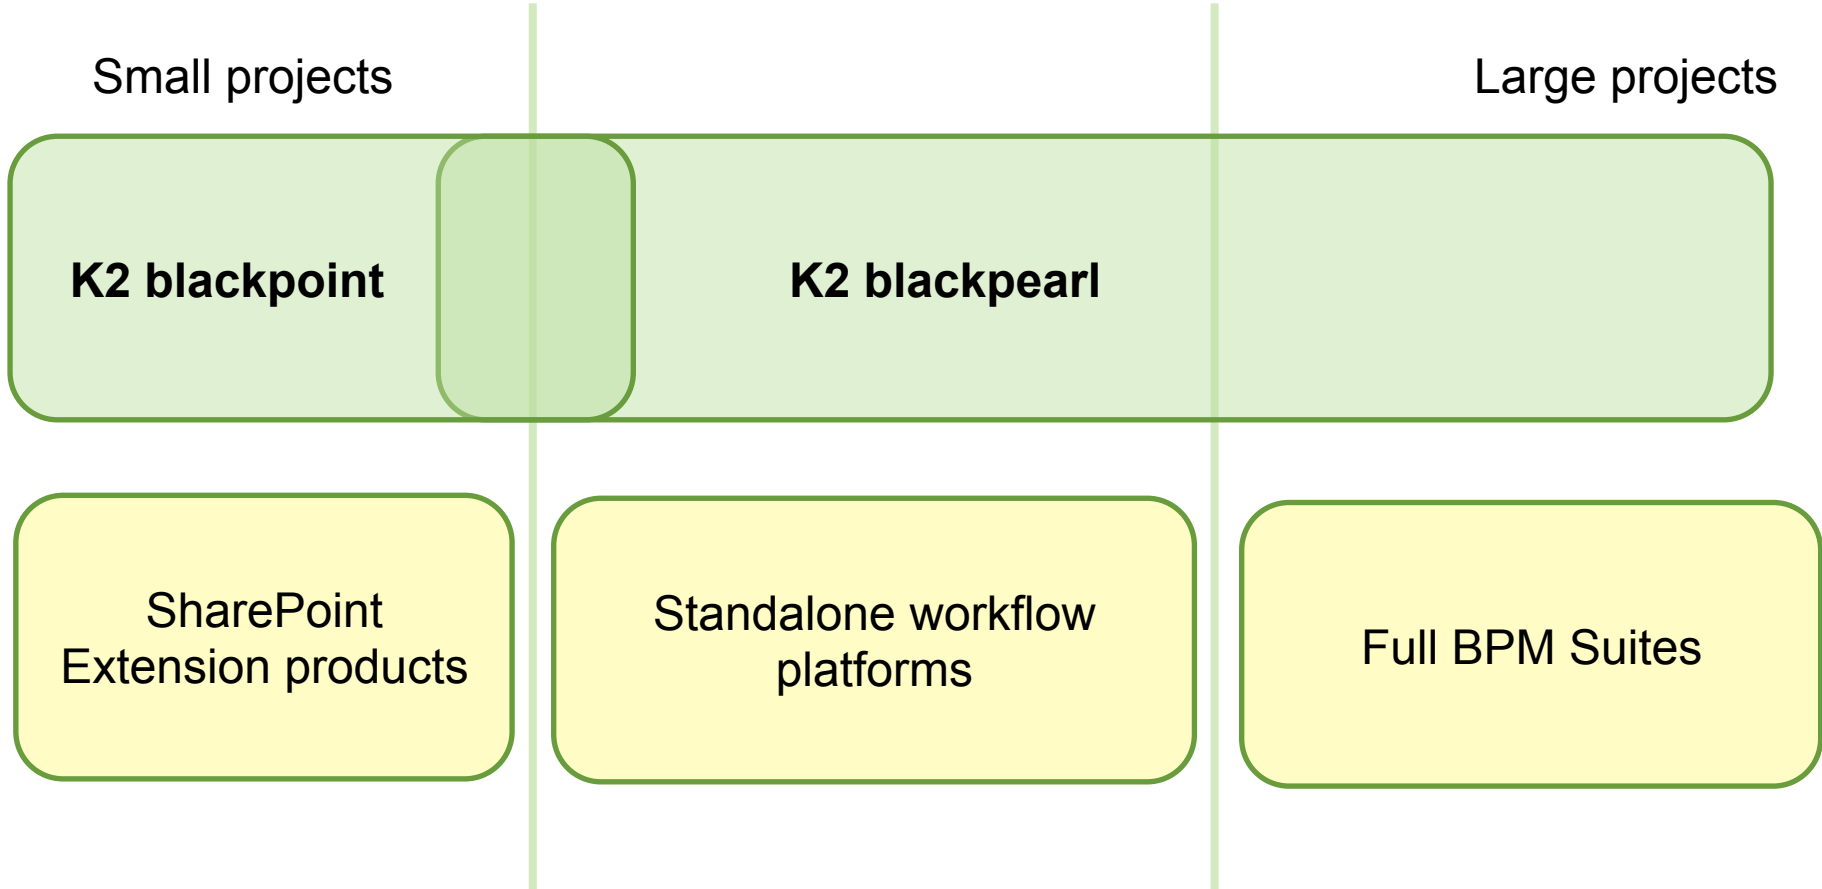 Small projects
Large projects
K2 blackpoint
K2 blackpearl
SharePoint
Extension products
Standalone workflow
platforms
Full BPM Suites